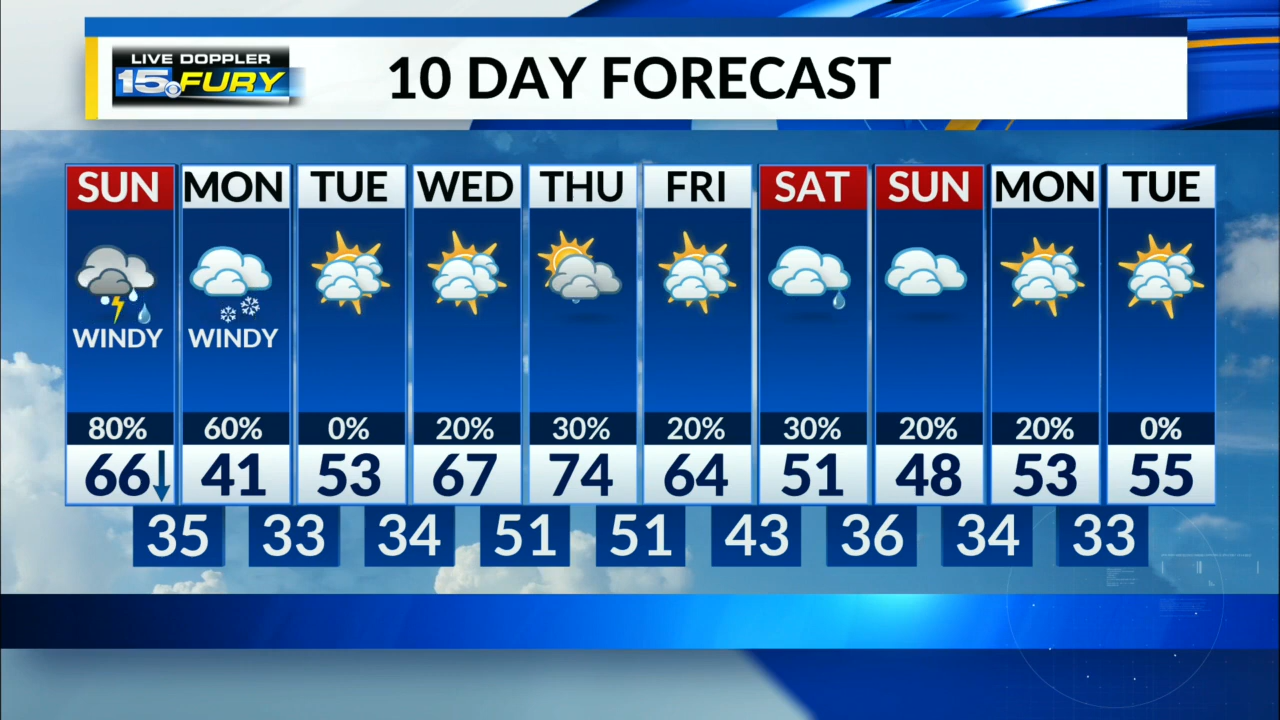 LIVE DOPPLER
15 FURY
10 DAY FORECAST
SUN MON TUE WED THU FRI SAT SUN MON TUE
WINDY WINDY
80% 60% 0% 20% 30% 20% 30% 20% 20% 0%
66 41 53 67 74 64 51 48 53 55
35 33 34 51 51 43 36 34 33